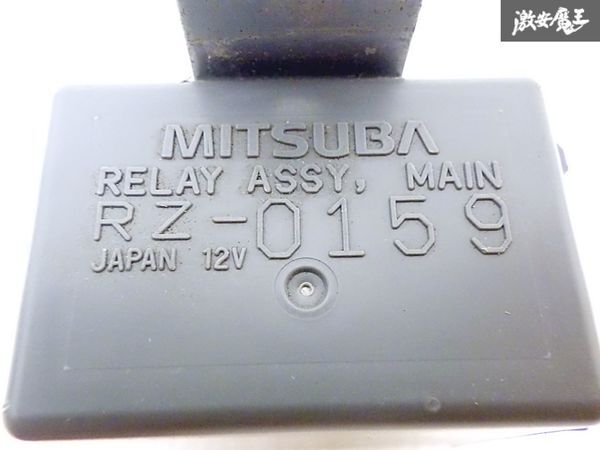 激安魔王
MITSUBA
RELAY ASSY, MAIN
RZ-0159
JAPAN 12V